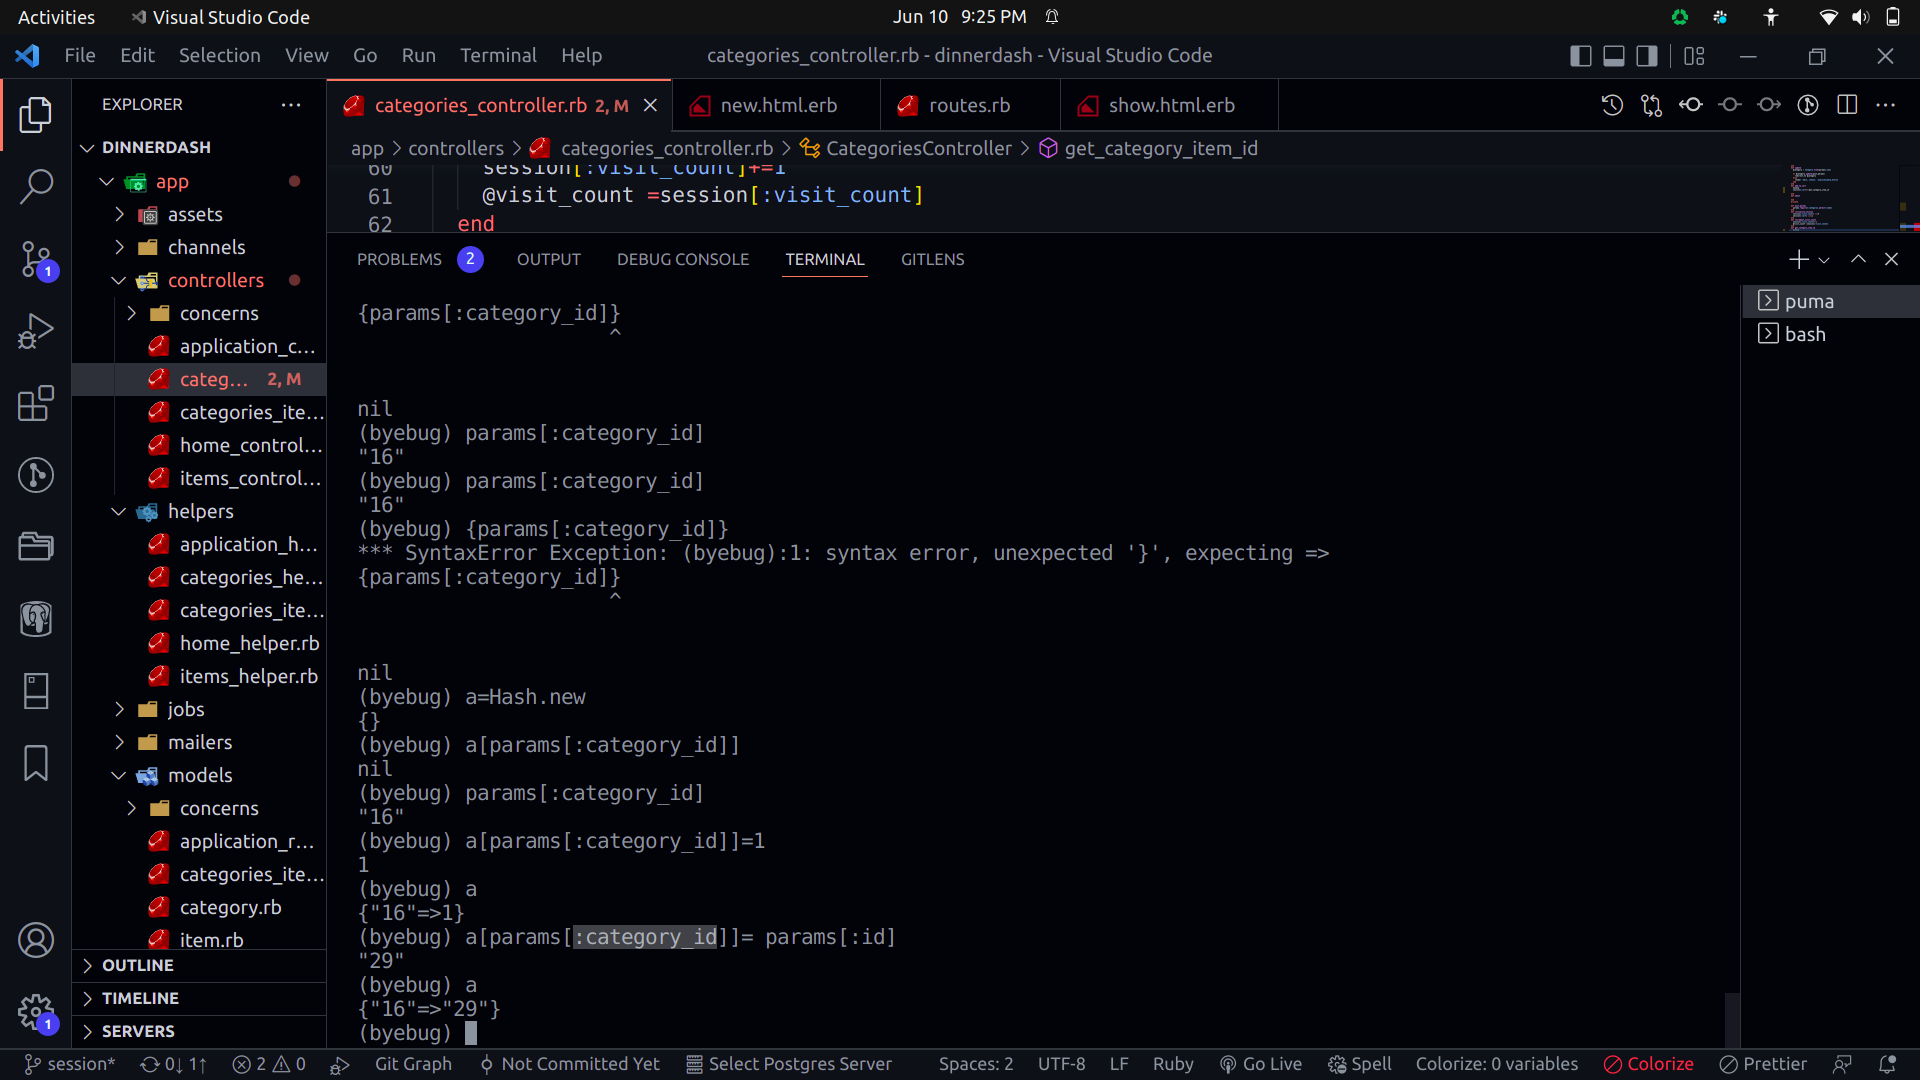 Activities
Visual Studio Code
Jun 10 9:25 PM
File Edit Selection View Go Run Terminal Help
categories_controller.rb - dinnerdash - Visual Studio Code
EXPLORER
DINNERDASH
app
assets
channels
controllers
concerns
application_c...
categ... 2, M
categories_ite...
home_control...
items_control...
helpers
application_h...
categories_he...
categories_ite...
home_helper.rb
items_helper.rb
jobs
mailers
models
concerns
application_r...
categories_ite...
category.rb
item.rb
OUTLINE
TIMELINE
SERVERS
1
1
categories_controller.rb 2, M
new.html.erb
routes.rb
show.html.erb
app > controllers > categories_controller.rb > CategoriesController > get_category_item_id
60 session[:visit_count]+=1
61 @visit_count =session[:visit_count]
62 end
PROBLEMS 2 OUTPUT DEBUG CONSOLE TERMINAL GITLENS
{params[:category_id]}
^
nil
(byebug) params[:category_id]
"16"
(byebug) params[:category_id]
"16"
(byebug) {params[:category_id]}
*** SyntaxError Exception: (byebug):1: syntax error, unexpected '}', expecting =>
{params[:category_id]}
^
nil
(byebug) a=Hash.new
{}
(byebug) a[params[:category_id]]
nil
(byebug) params[:category_id]
"16"
(byebug) a[params[:category_id]]=1
1
(byebug) a
{"16"=>1}
(byebug) a[params[:category_id]]= params[:id]
"29"
(byebug) a
{"16"=>"29"}
(byebug)
puma
bash
session* 0↓ 1↑ 2 0 Git Graph Not Committed Yet Select Postgres Server Spaces: 2 UTF-8 LF Ruby Go Live Spell Colorize: 0 variables Colorize Prettier